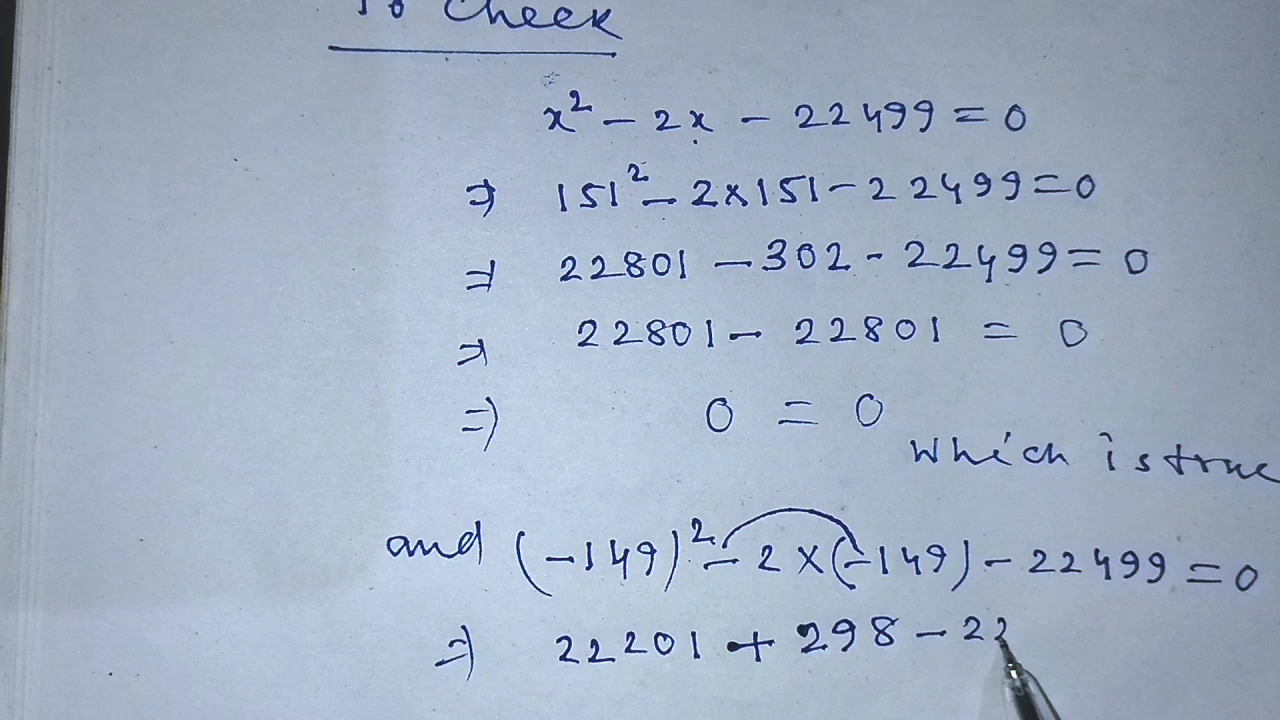 To Check
x² - 2x - 22499 = 0
⇒ 151² - 2×151 - 22499 = 0
⇒ 22801 - 302 - 22499 = 0
⇒ 22801 - 22801 = 0
⇒ 0 = 0
which is true
and (-149)² - 2×(-149) - 22499 = 0
⇒ 22201 + 298 - 22